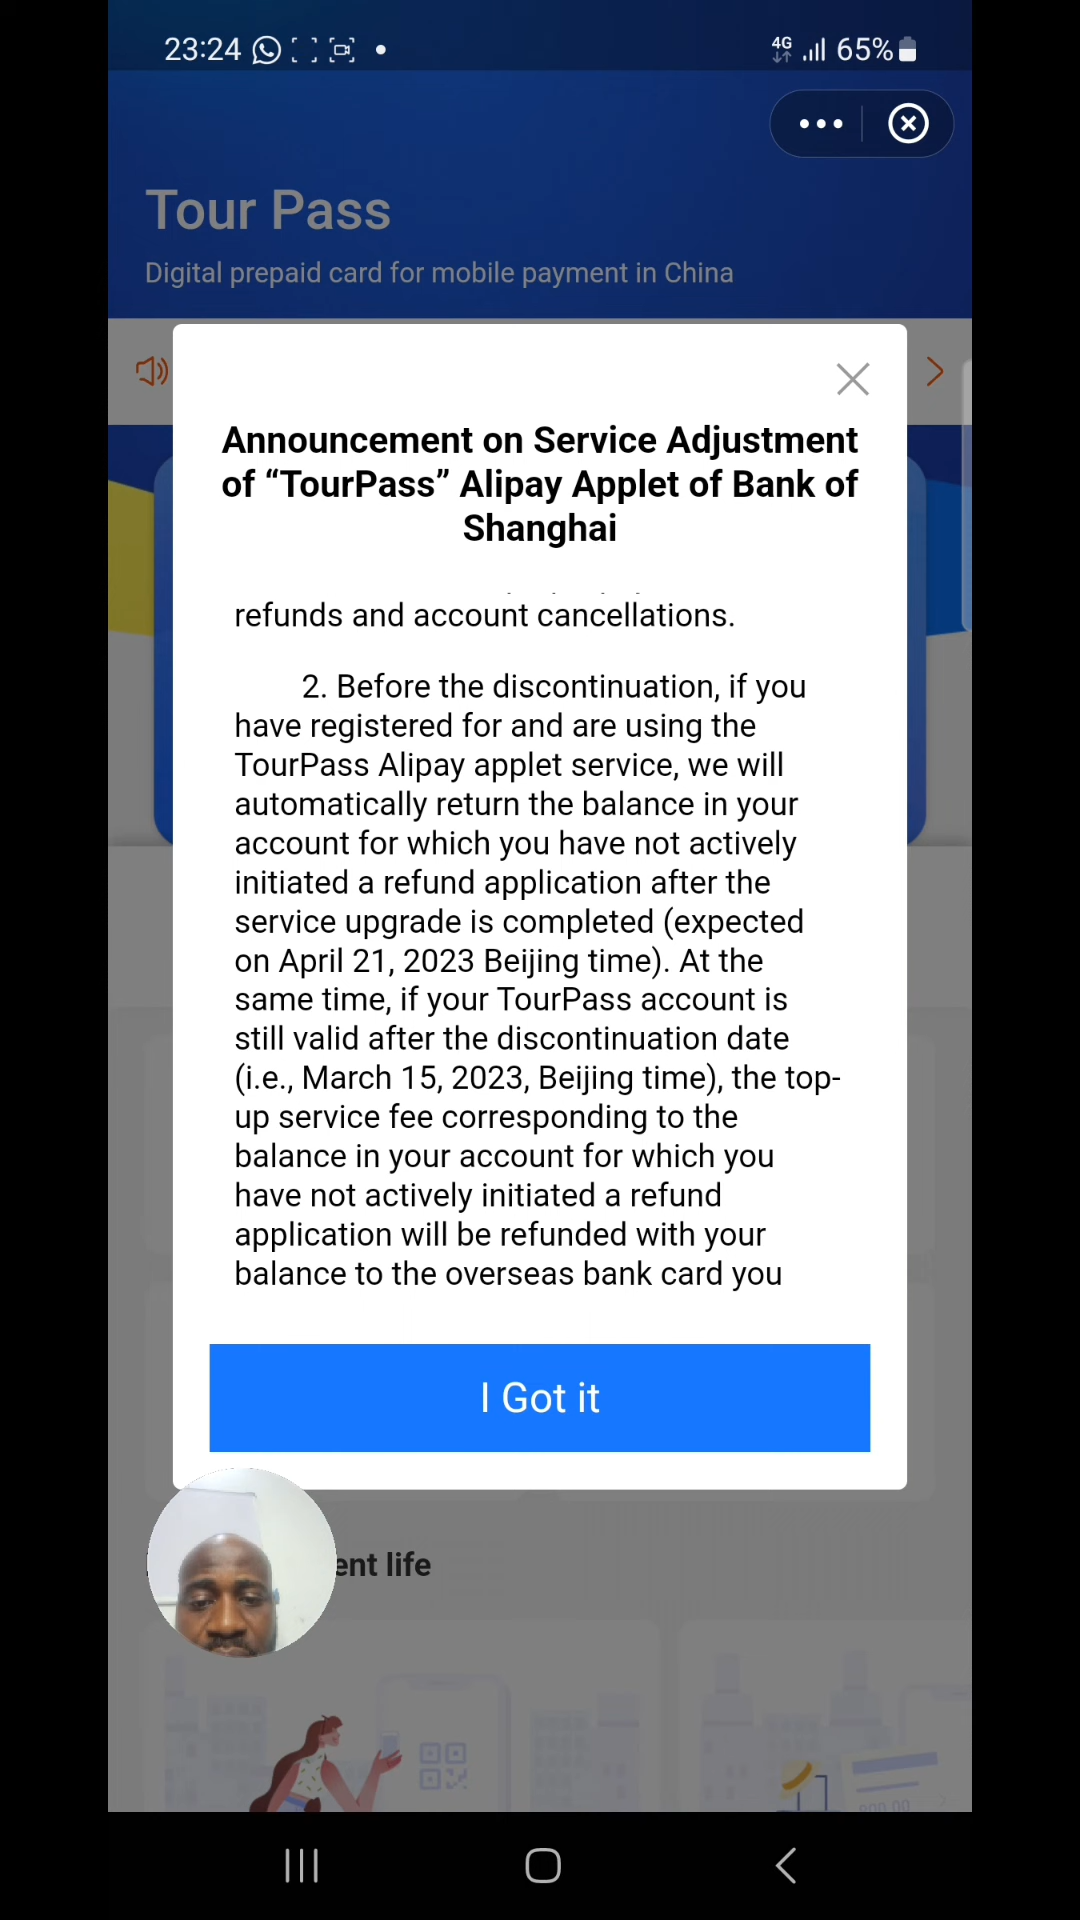 23:24
4G
65%
Tour Pass
Digital prepaid card for mobile payment in China
Announcement on Service Adjustment
of “TourPass” Alipay Applet of Bank of
Shanghai
refunds and account cancellations.
2. Before the discontinuation, if you
have registered for and are using the
TourPass Alipay applet service, we will
automatically return the balance in your
account for which you have not actively
initiated a refund application after the
service upgrade is completed (expected
on April 21, 2023 Beijing time). At the
same time, if your TourPass account is
still valid after the discontinuation date
(i.e., March 15, 2023, Beijing time), the top-
up service fee corresponding to the
balance in your account for which you
have not actively initiated a refund
application will be refunded with your
balance to the overseas bank card you
I Got it
life